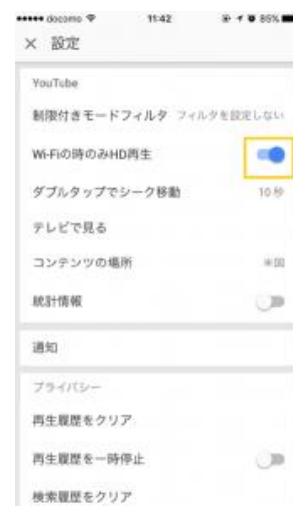 docomo 11:42 85%
× 設定
YouTube
制限付きモードフィルタ フィルタを設定しない
Wi-Fiの時のみHD再生
ダブルタップでシーク移動 10 秒
テレビで見る
コンテンツの場所 米国
統計情報
通知
プライバシー
再生履歴をクリア
再生履歴を一時停止
検索履歴をクリア